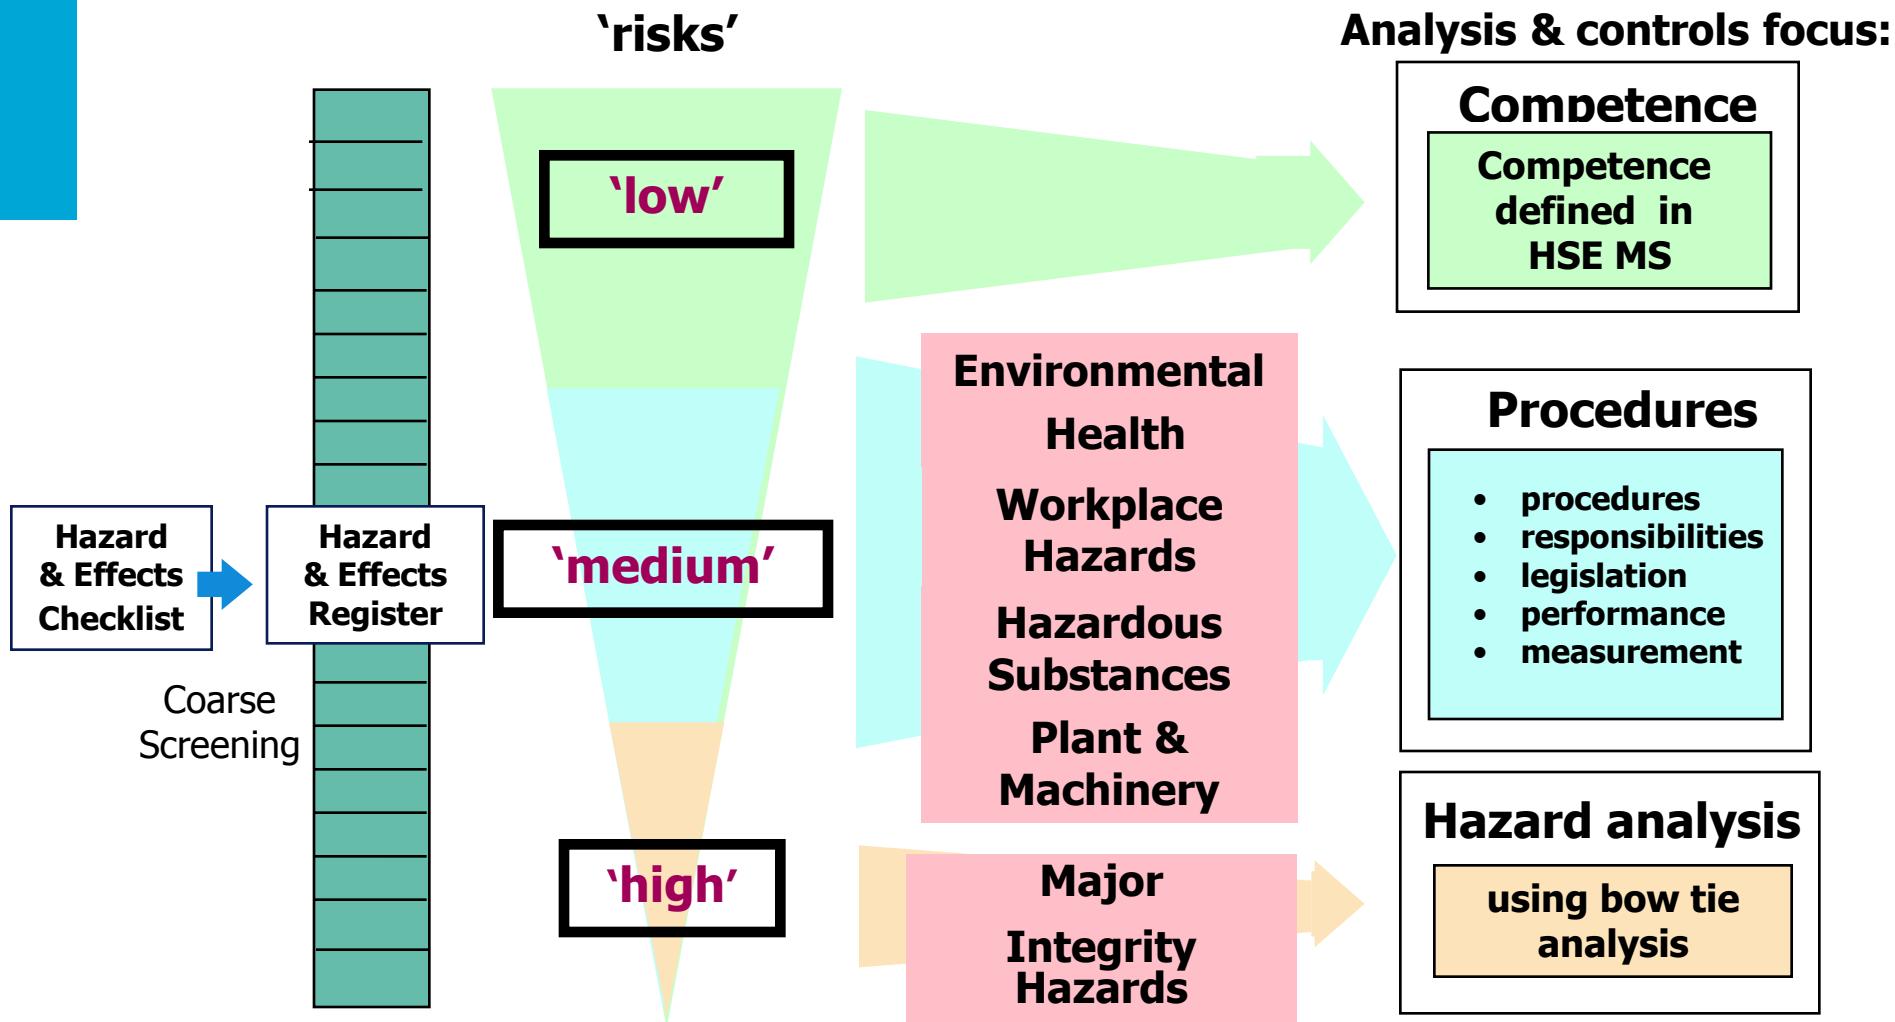 ‘risks’
Analysis & controls focus:
Competence
Competence
defined in
HSE MS
‘low’
Environmental
Health
Workplace
Hazards
Hazardous
Substances
Plant &
Machinery
Procedures
• procedures
• responsibilities
• legislation
• performance
• measurement
Hazard
& Effects
Checklist
Hazard
& Effects
Register
‘medium’
Coarse
Screening
‘high’
Major
Integrity
Hazards
Hazard analysis
using bow tie
analysis